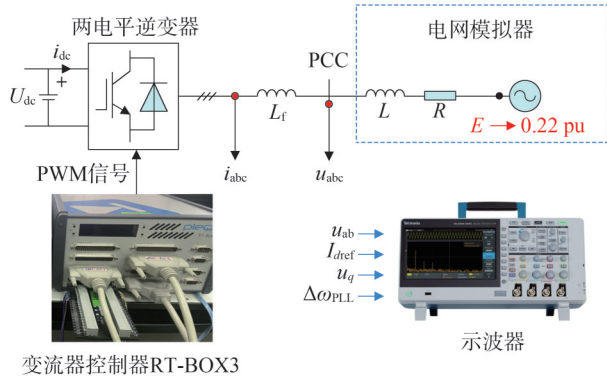 两电平逆变器
电网模拟器
i_dc
+
U_dc
PCC
L_f
L
R
E → 0.22 pu
PWM信号
i_abc
u_abc
u_ab
I_dref
u_q
Δω_PLL
Tektronix
变流器控制器RT-BOX3
示波器